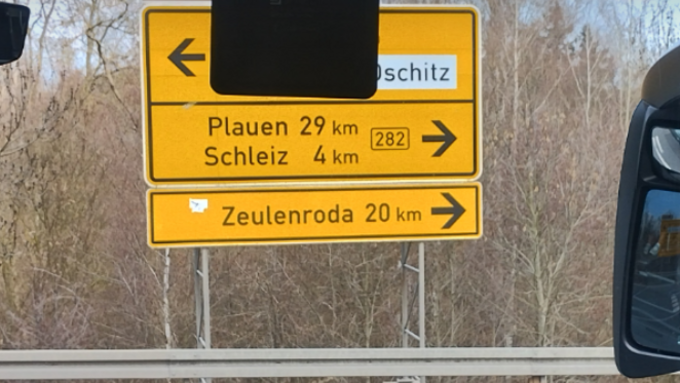 Oschitz
Plauen 29 km
282
Schleiz 4 km
Zeulenroda 20 km